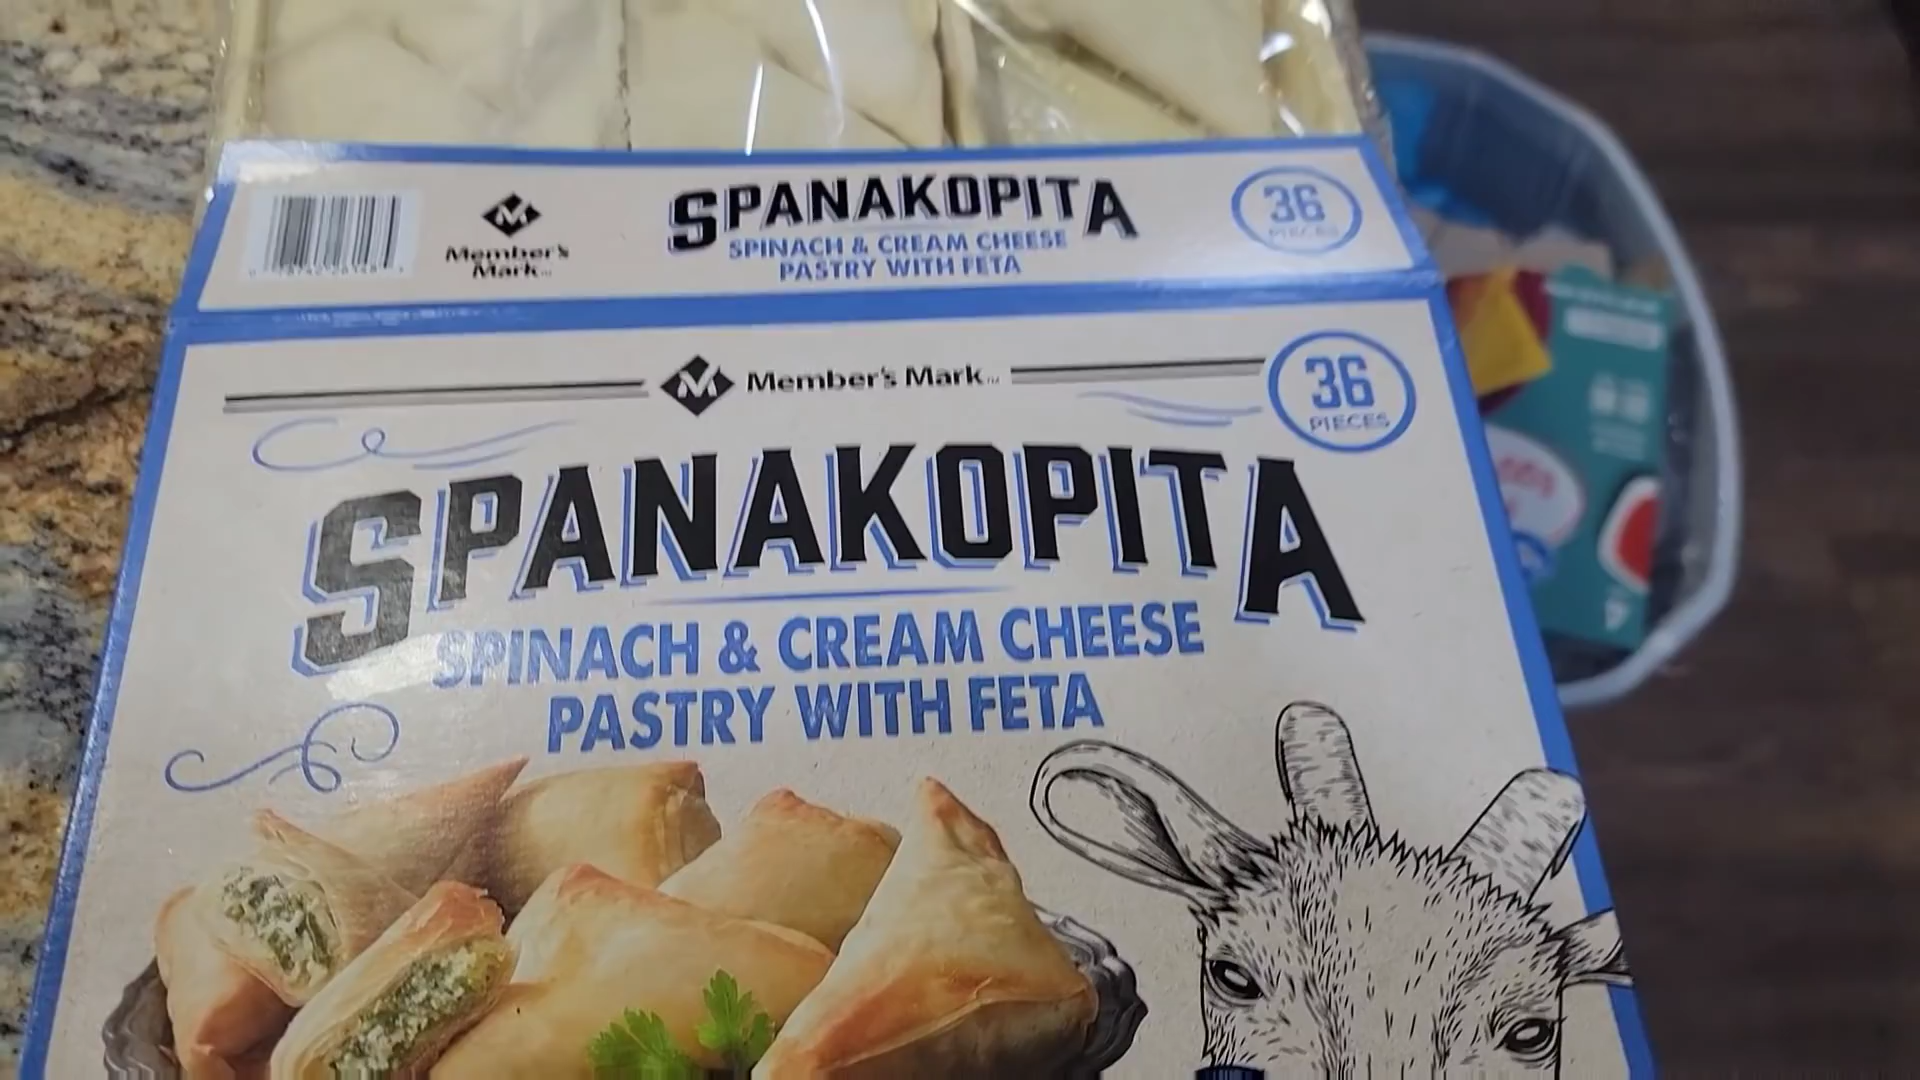 SPANAKOPITA
36
PIECES
Member's
Mark
SPINACH & CREAM CHEESE
PASTRY WITH FETA
Member's Mark
36
PIECES
SPANAKOPITA
SPINACH & CREAM CHEESE
PASTRY WITH FETA